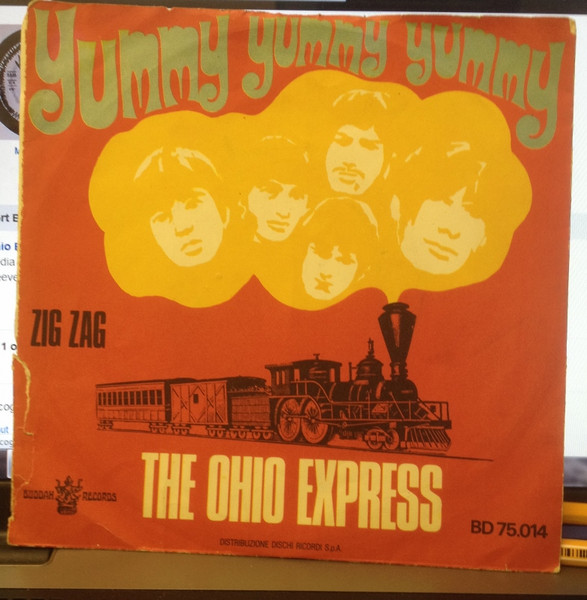 Yummy yummy yummy
ZIG ZAG
BUDDAH RECORDS
THE OHIO EXPRESS
BD 75.014
DISTRIBUZIONE DISCHI RICORDI S.p.A.